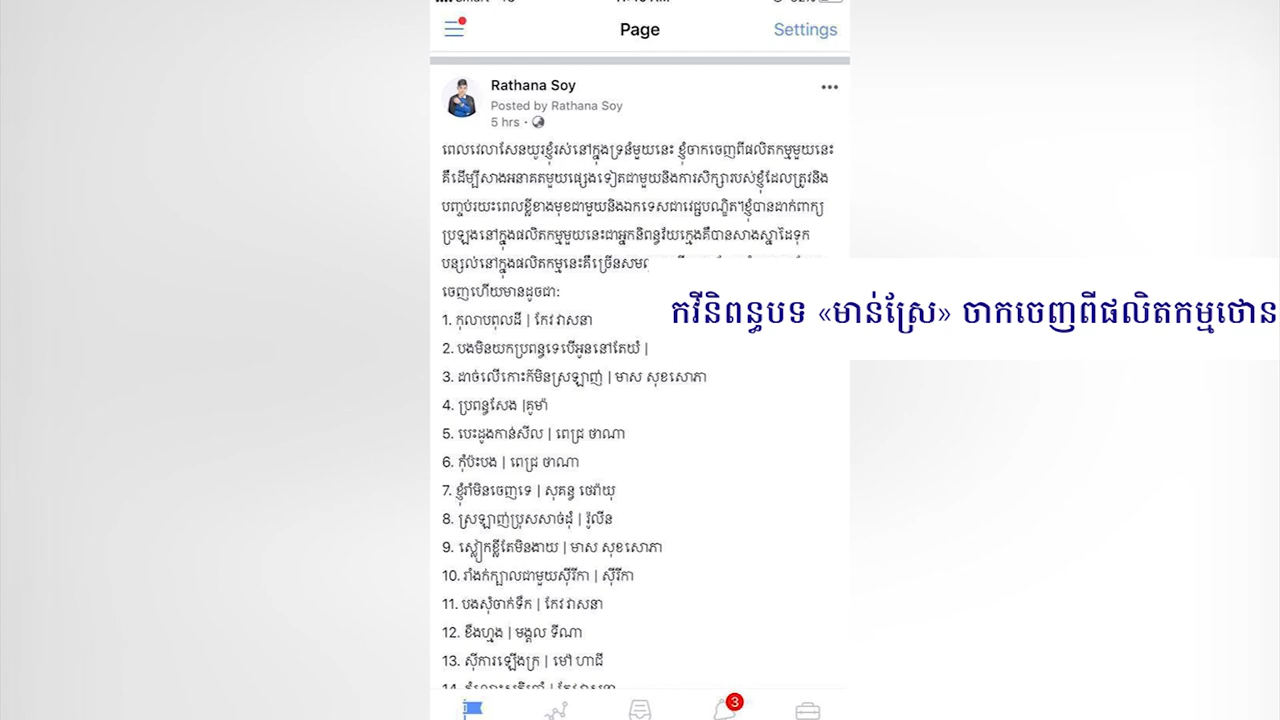 Page
Settings
Rathana Soy
Posted by Rathana Soy
5 hrs ·
ពេលវេលាសែនយូរខ្ញុំរស់នៅក្នុងទ្រនំមួយនេះ ខ្ញុំចាកចេញពីផលិតកម្មមួយនេះ
គឺដើម្បីសាងអនាគតមួយផ្សេងទៀតជាមួយនិងការសិក្សារបស់ខ្ញុំដែលត្រូវនិង
បញ្ចប់រយះពេលខ្លីខាងមុខជាមួយនិងឯកទេសជាវេជ្ជបណ្ឌិត។ខ្ញុំបានដាក់ពាក្យ
ប្រឡងនៅក្នុងផលិតកម្មមួយនេះជាអ្នកនិពន្ធវ័យក្មេងគឺបានសាងស្នាដៃទុក
បន្សល់នៅក្នុងផលិតកម្មនេះគឺច្រើន
ចេញហើយមានដូចជា:
កវីនិពន្ធបទ «មាន់ស្រែ» ចាកចេញពីផលិតកម្មថោន
1. កុលាបពុលដី | កែវ វាសនា
2. បងមិនយកប្រពន្ធទេបើអូននៅតែយំ |
3. ដាច់លើកោះក៏មិនស្រឡាញ់ | មាស សុខសោភា
4. ប្រពន្ធសែង |គូម៉ា
5. បេះដូងកាន់សីល | ពេជ្រ ថាណា
6. កុំប៉ះបង | ពេជ្រ ថាណា
7. ខ្ញុំរាំមិនចេញទេ | សុគន្ធ ថេរ៉ាយុ
8. ស្រឡាញ់ប្រុសសាច់ដុំ | រ៉ូលីន
9. ស្លៀកខ្លីតែមិនងាយ | មាស សុខសោភា
10. រាំងក់ក្បាលជាមួយស៊ីរីកា | ស៊ីរីកា
11. បងសុំចាក់ទឹក | កែវ វាសនា
12. ខឹងហ្មង | មង្គល ទីណា
13. ស៊ីការឡើងក្រ | មៅ ហាជី
3